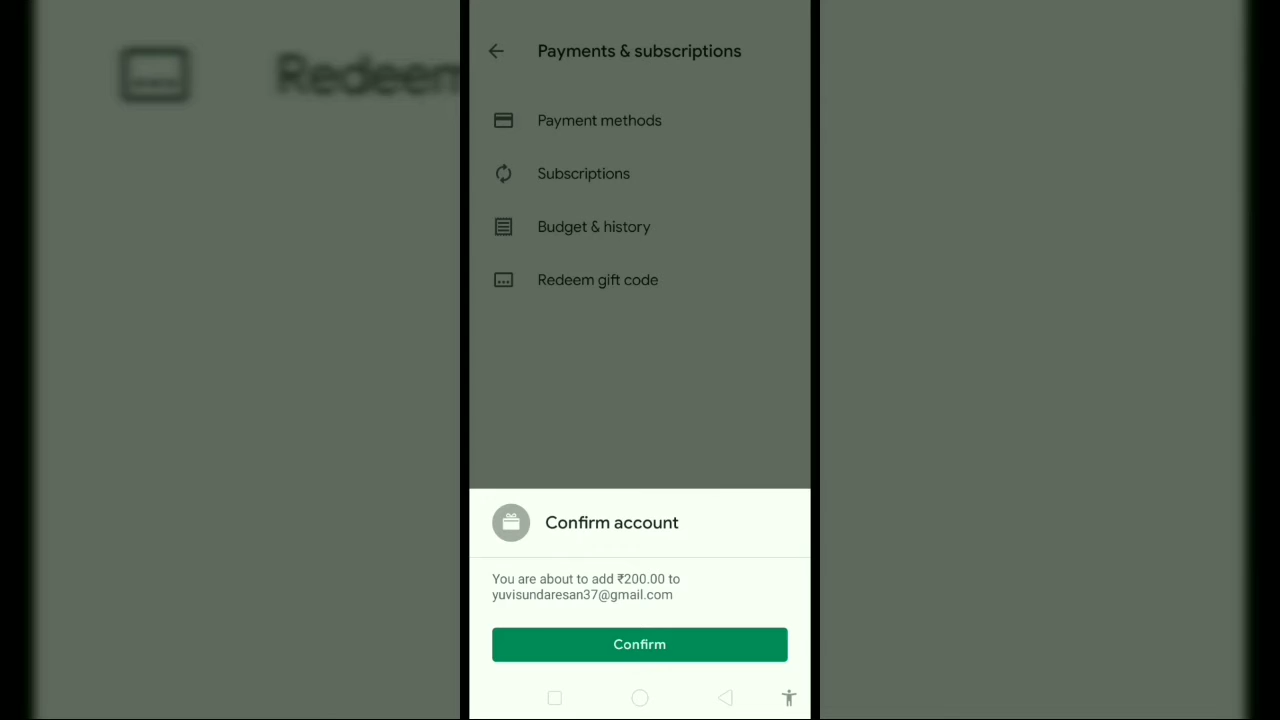 Redeem
Payments & subscriptions
Payment methods
Subscriptions
Budget & history
Redeem gift code
Confirm account
You are about to add ₹200.00 to
yuvisundaresan37@gmail.com
Confirm